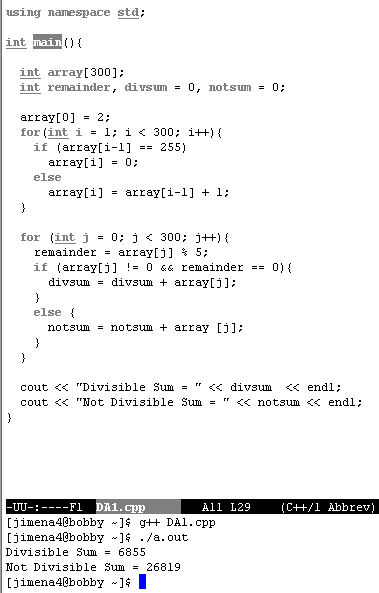 using namespace std;
int main(){
int array[300];
int remainder, divsum = 0, notsum = 0;
array[0] = 2;
for(int i = 1; i < 300; i++){
if (array[i-1] == 255)
array[i] = 0;
else
array[i] = array[i-1] + 1;
}
for (int j = 0; j < 300; j++){
remainder = array[j] % 5;
if (array[j] != 0 && remainder == 0){
divsum = divsum + array[j];
}
else {
notsum = notsum + array [j];
}
}
cout << "Divisible Sum = " << divsum  << endl;
cout << "Not Divisible Sum = " << notsum << endl;
}
-UU-:----F1  DA1.cpp        All L29    (C++/l Abbrev)
[jimena4@bobby ~]$ g++ DA1.cpp
[jimena4@bobby ~]$ ./a.out
Divisible Sum = 6855
Not Divisible Sum = 26819
[jimena4@bobby ~]$